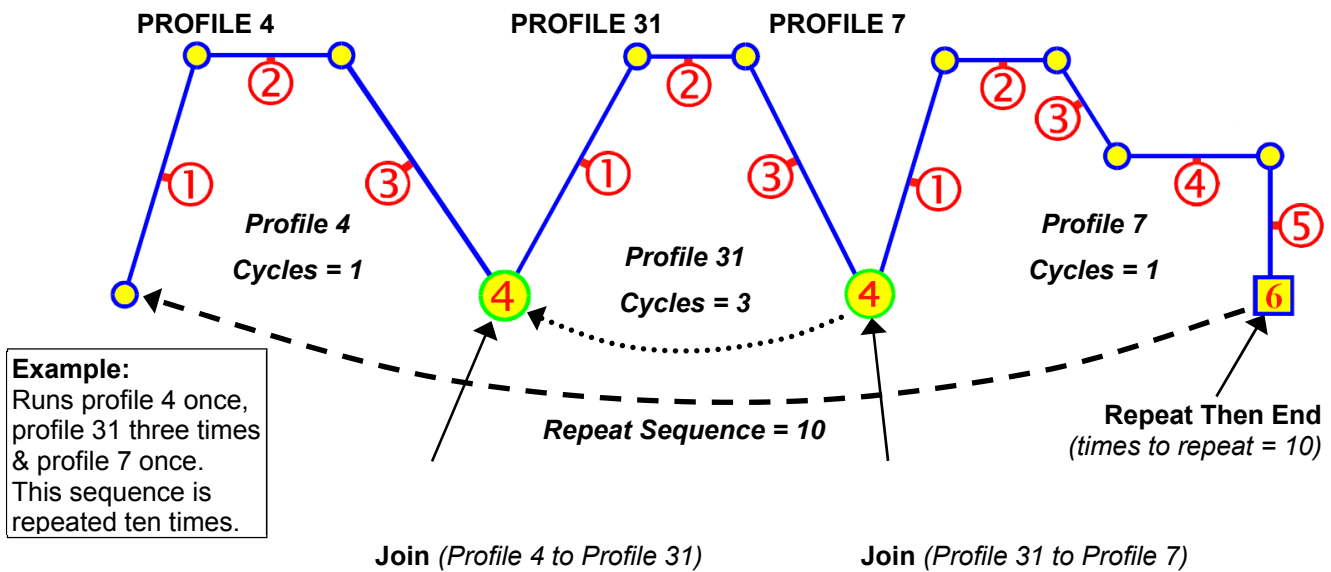 PROFILE 4
PROFILE 31
PROFILE 7
1
2
3
Profile 4
Cycles = 1
4
1
2
3
Profile 31
Cycles = 3
4
1
2
3
4
5
Profile 7
Cycles = 1
6
Example:
Runs profile 4 once,
profile 31 three times
& profile 7 once.
This sequence is
repeated ten times.
Repeat Sequence = 10
Repeat Then End
(times to repeat = 10)
Join (Profile 4 to Profile 31)
Join (Profile 31 to Profile 7)